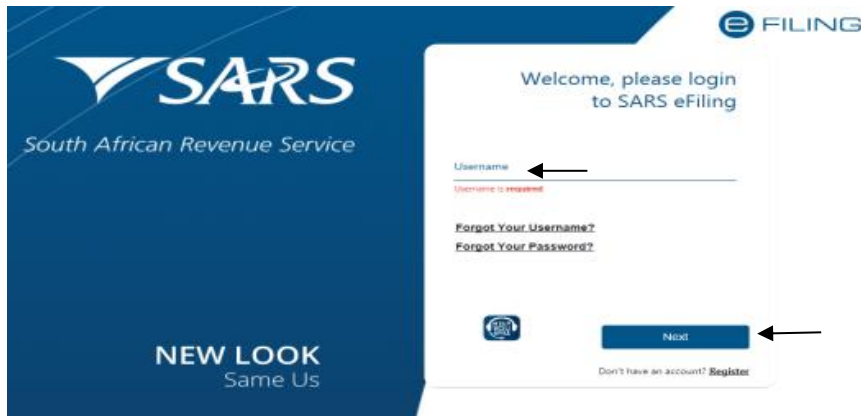 e FILING
SARS
South African Revenue Service
Welcome, please login
to SARS eFiling
Username
Username is required
Forgot Your Username?
Forgot Your Password?
Next
Don't have an account? Register
NEW LOOK
Same Us